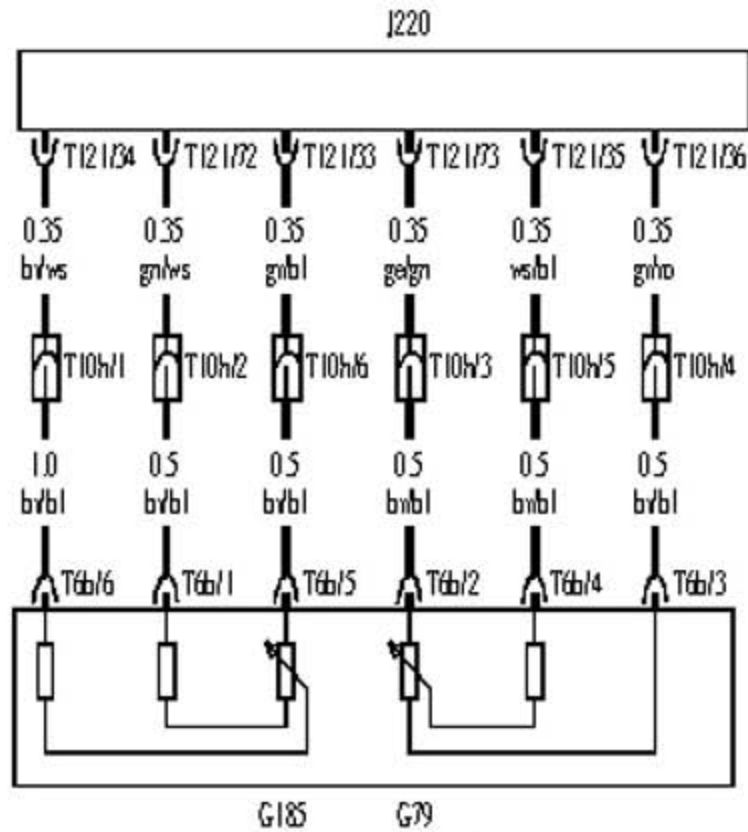 J220
T121/34 T121/72 T121/33 T121/73 T121/35 T121/36
0.35 0.35 0.35 0.35 0.35 0.35
br/ws gn/ws gn/bl ge/gn ws/bl gn/ro
T10h/1 T10h/2 T10h/6 T10h/3 T10h/5 T10h/4
1.0 0.5 0.5 0.5 0.5 0.5
br/bl br/bl br/bl br/bl br/bl br/bl
T6b/6 T6b/1 T6b/5 T6b/2 T6b/4 T6b/3
G185 G79